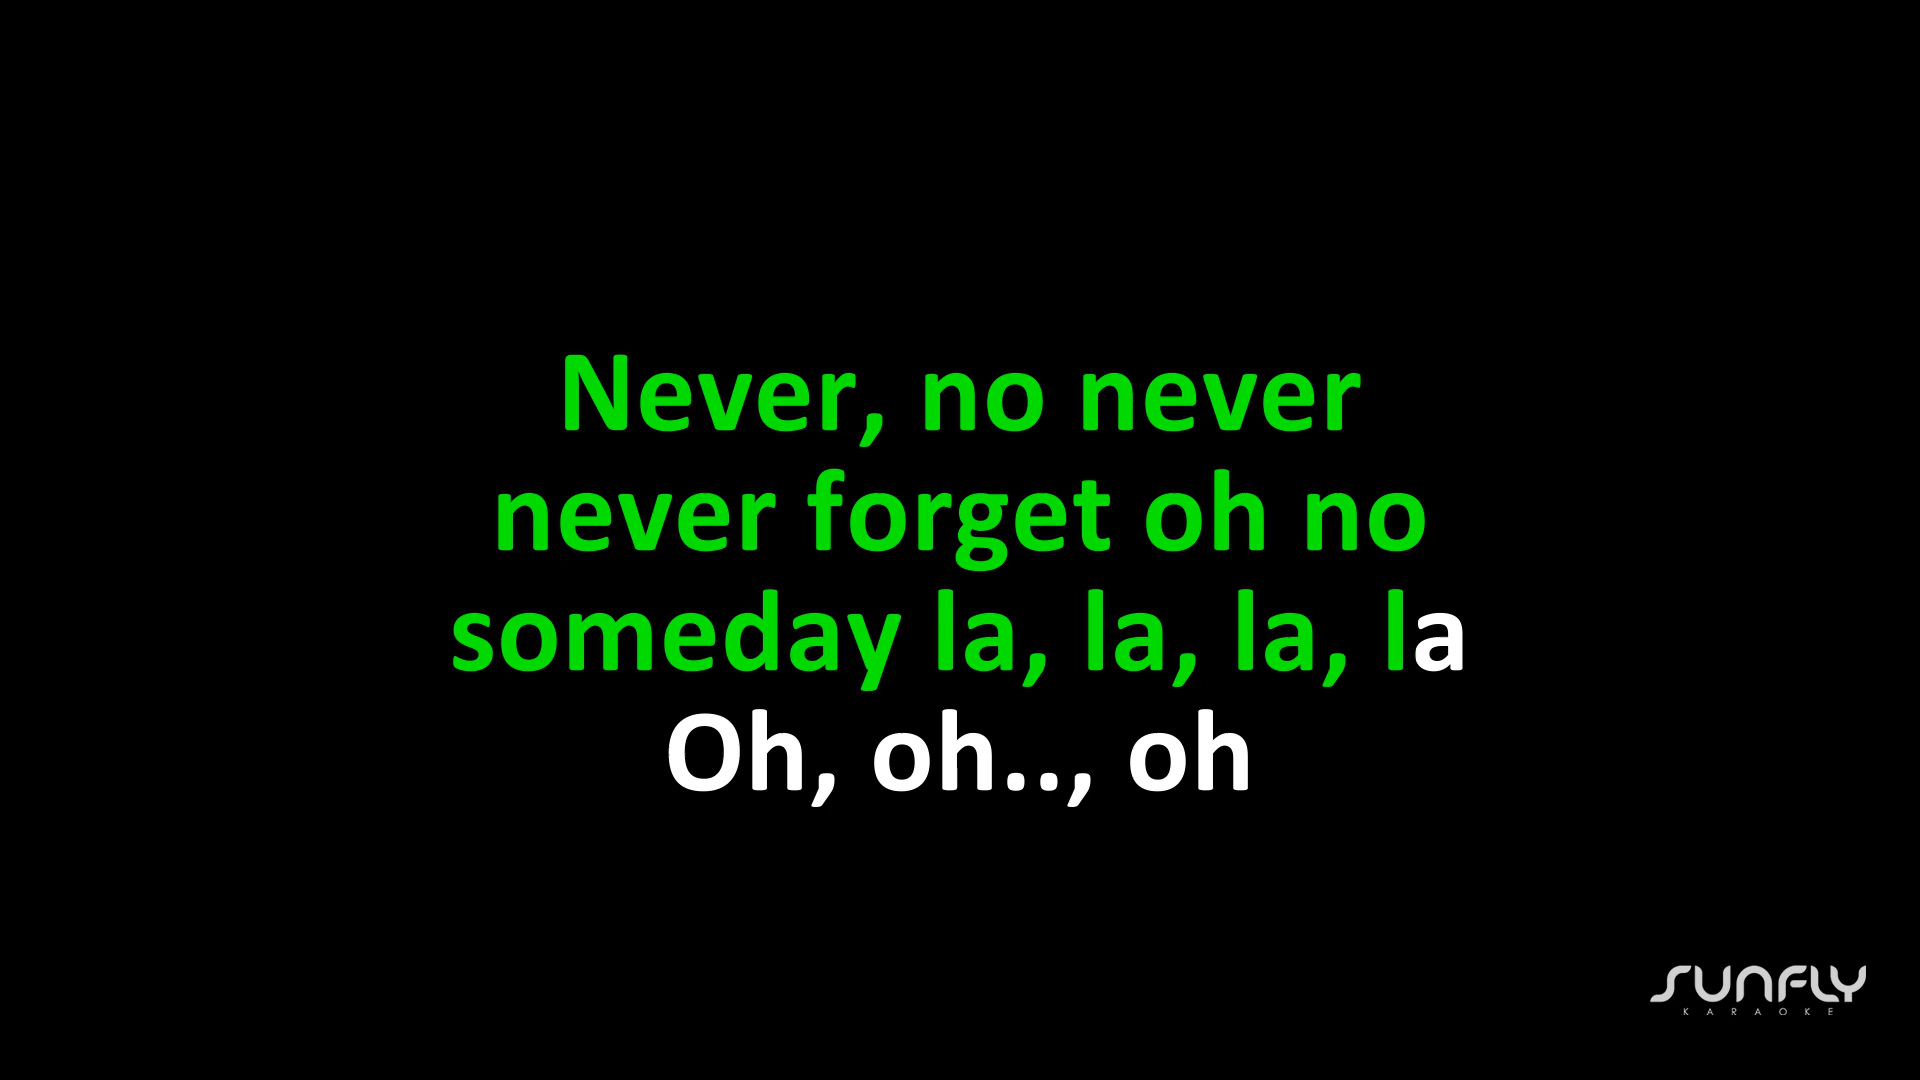 Never, no never
never forget oh no
someday la, la, la, la
Oh, oh.., oh
SUNFLY
KARAOKE